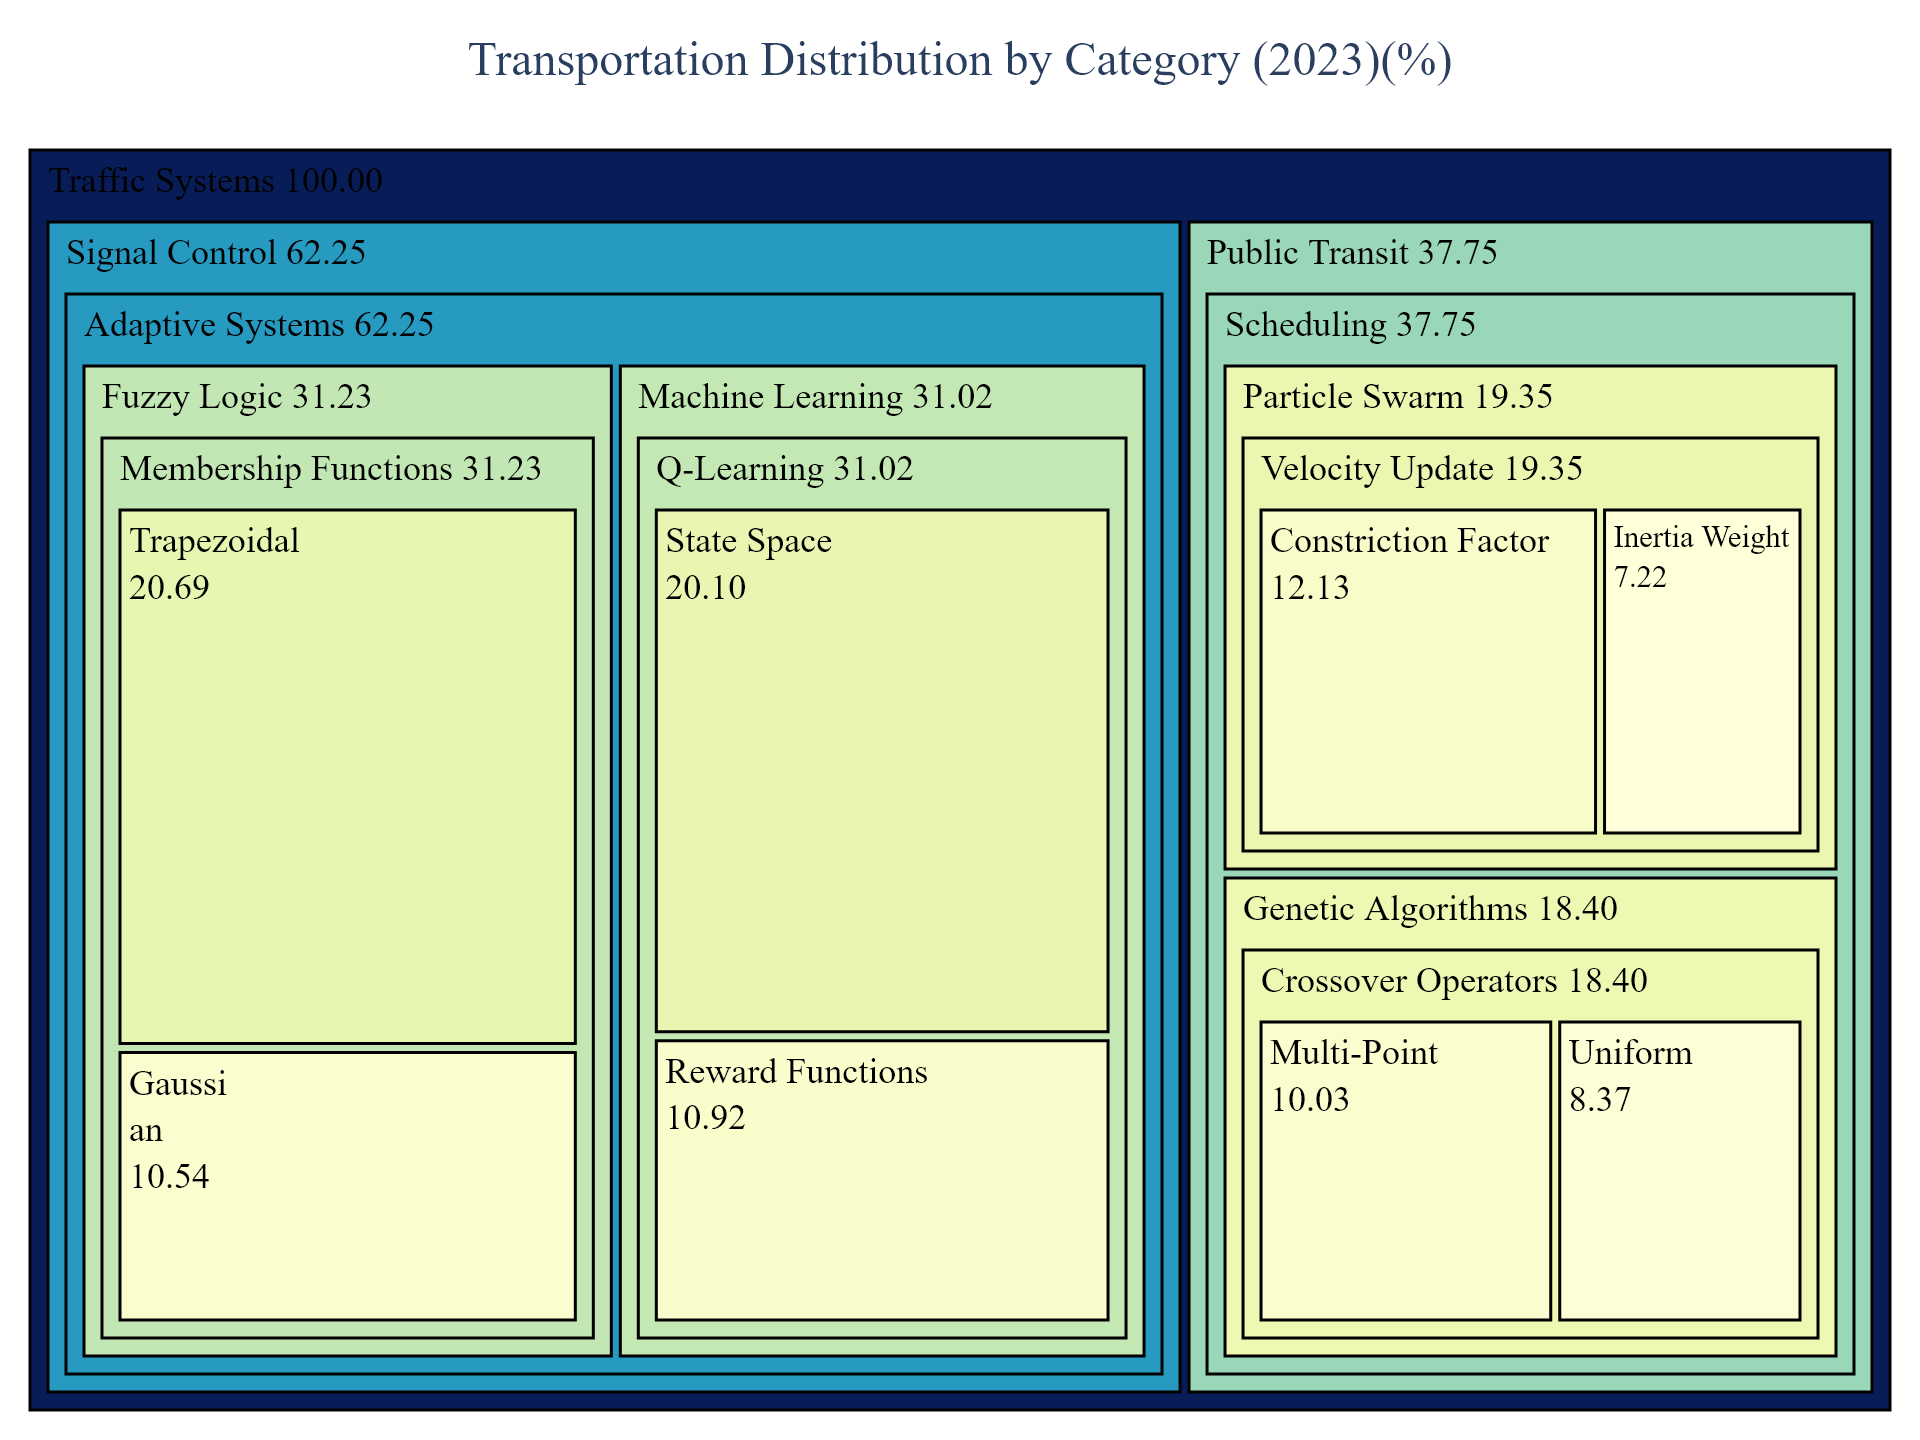 Transportation Distribution by Category (2023)(%)
Traffic Systems 100.00
Signal Control 62.25
Adaptive Systems 62.25
Fuzzy Logic 31.23
Membership Functions 31.23
Trapezoidal
20.69
Gaussi
an
10.54
Machine Learning 31.02
Q-Learning 31.02
State Space
20.10
Reward Functions
10.92
Public Transit 37.75
Scheduling 37.75
Particle Swarm 19.35
Velocity Update 19.35
Constriction Factor
12.13
Inertia Weight
7.22
Genetic Algorithms 18.40
Crossover Operators 18.40
Multi-Point
10.03
Uniform
8.37